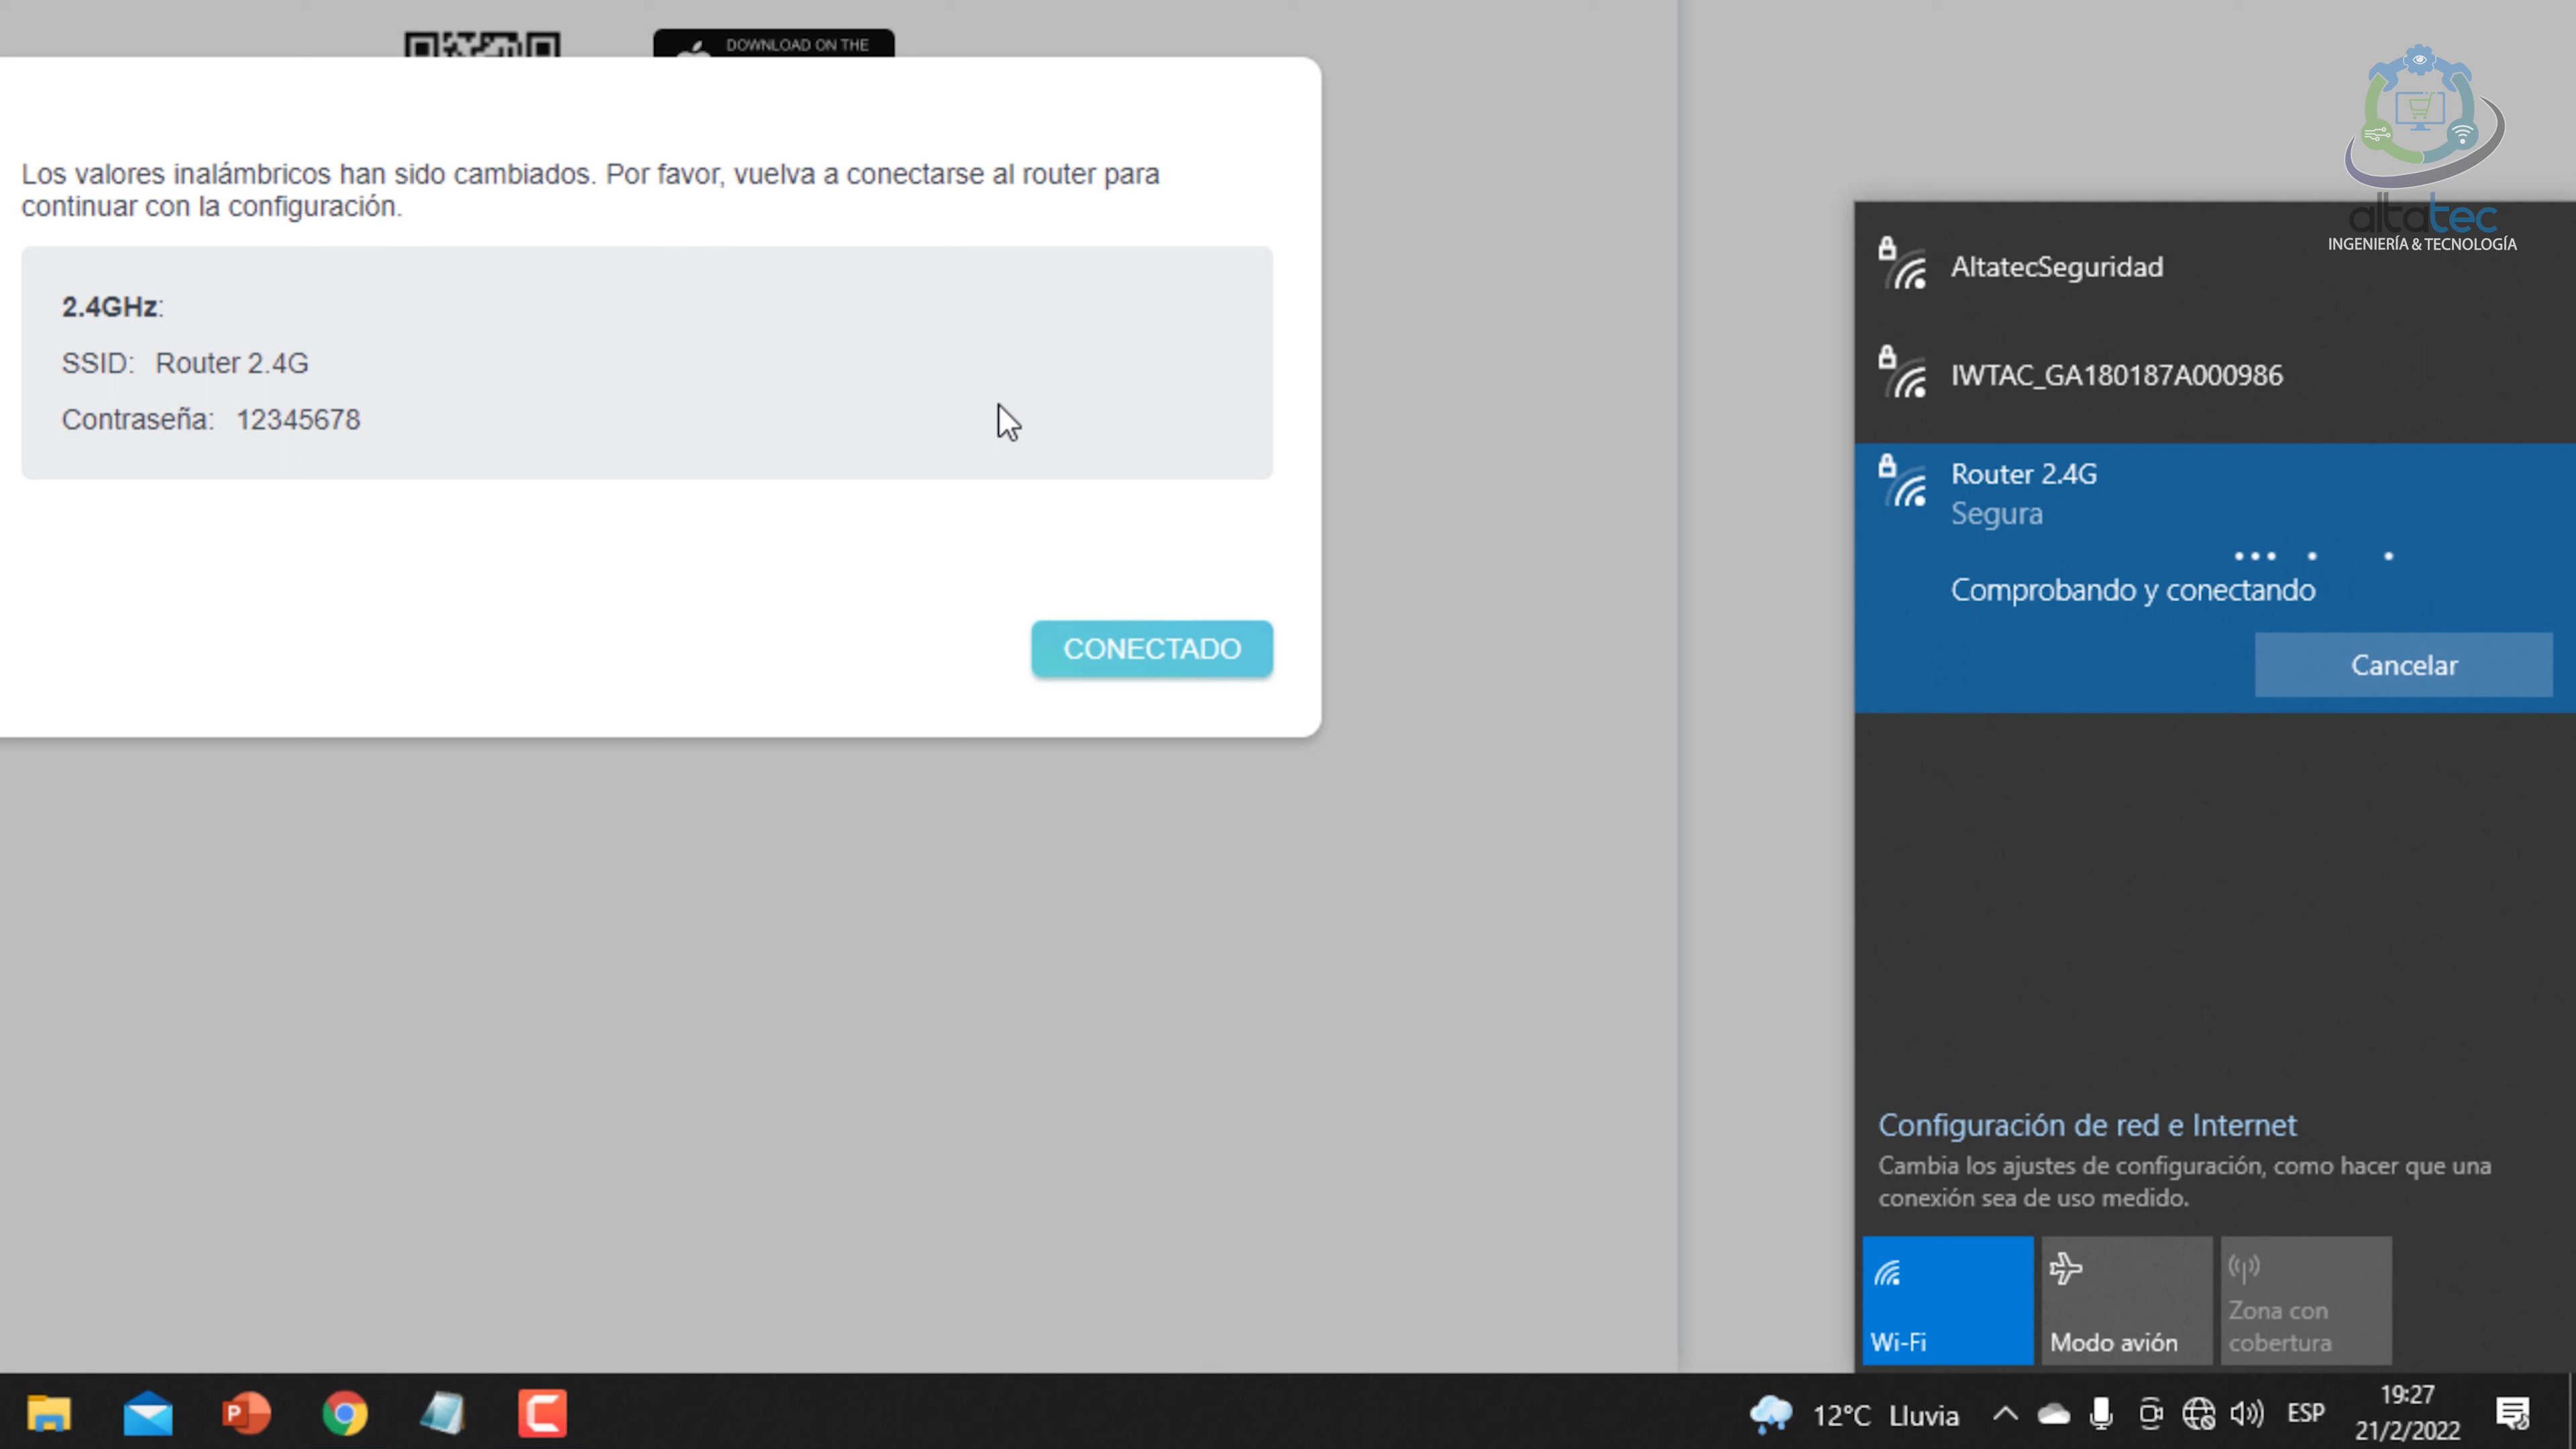 DOWNLOAD ON THE
Los valores inalámbricos han sido cambiados. Por favor, vuelva a conectarse al router para
continuar con la configuración.
2.4GHz:
SSID: Router 2.4G
Contraseña: 12345678
CONECTADO
altatec
INGENIERÍA & TECNOLOGÍA
AltatecSeguridad
IWTAC_GA180187A000986
Router 2.4G
Segura
Comprobando y conectando
Cancelar
Configuración de red e Internet
Cambia los ajustes de configuración, como hacer que una
conexión sea de uso medido.
Wi-Fi
Modo avión
Zona con
cobertura
12°C Lluvia
ESP
19:27
21/2/2022